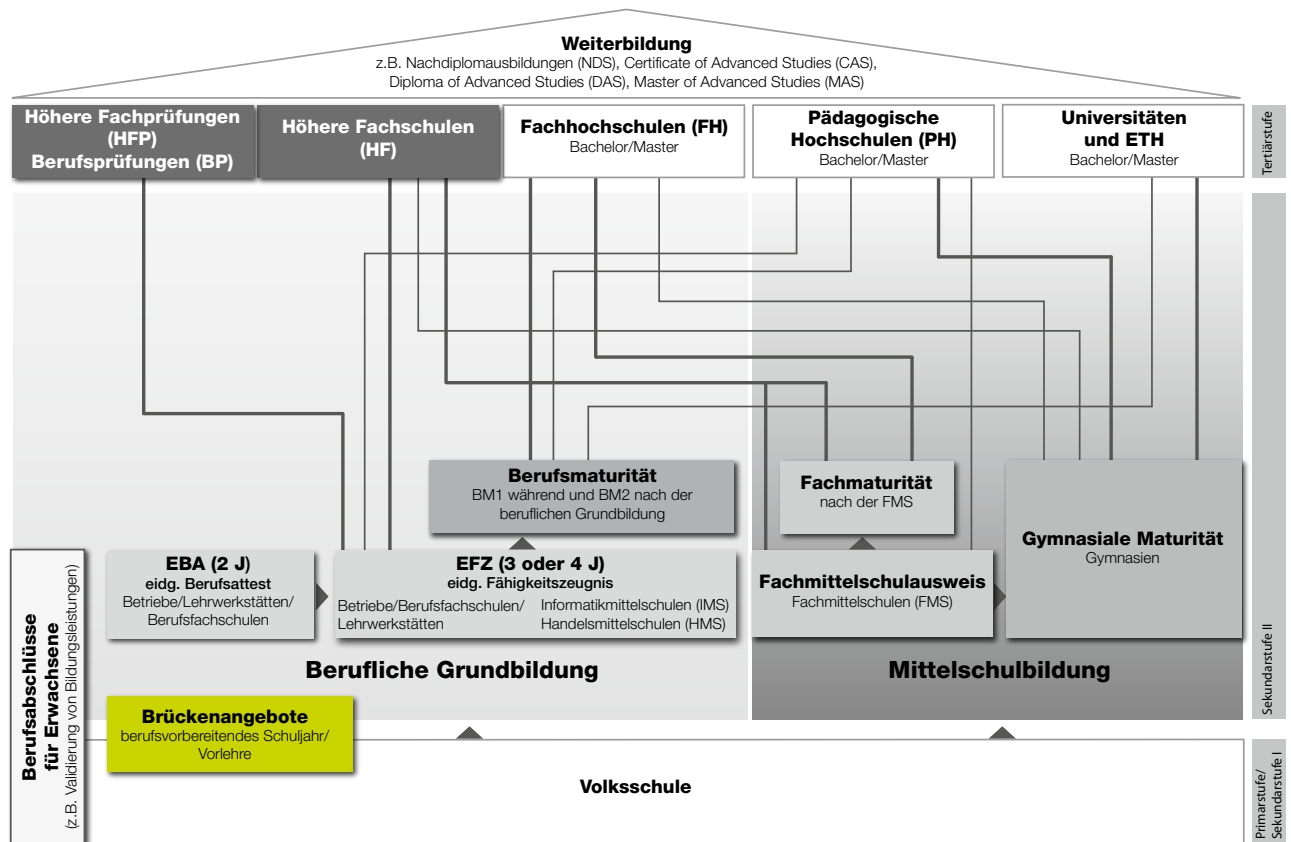 Weiterbildung
z.B. Nachdiplomausbildungen (NDS), Certificate of Advanced Studies (CAS),
Diploma of Advanced Studies (DAS), Master of Advanced Studies (MAS)
Höhere Fachprüfungen
(HFP)
Berufsprüfungen (BP)
Höhere Fachschulen
(HF)
Fachhochschulen (FH)
Bachelor/Master
Pädagogische
Hochschulen (PH)
Bachelor/Master
Universitäten
und ETH
Bachelor/Master
Tertiärstufe
Berufsmaturität
BM1 während und BM2 nach der
beruflichen Grundbildung
Fachmaturität
nach der FMS
Gymnasiale Maturität
Gymnasien
EBA (2 J)
eidg. Berufsattest
Betriebe/Lehrwerkstätten/
Berufsfachschulen
EFZ (3 oder 4 J)
eidg. Fähigkeitszeugnis
Betriebe/Berufsfachschulen/
Lehrwerkstätten
Informatikmittelschulen (IMS)
Handelsmittelschulen (HMS)
Fachmittelschulausweis
Fachmittelschulen (FMS)
Berufliche Grundbildung
Mittelschulbildung
Sekundarstufe II
Berufsabschlüsse
für Erwachsene
(z.B. Validierung von Bildungsleistungen)
Brückenangebote
berufsvorbereitendes Schuljahr/
Vorlehre
Volksschule
Primarstufe/
Sekundarstufe I